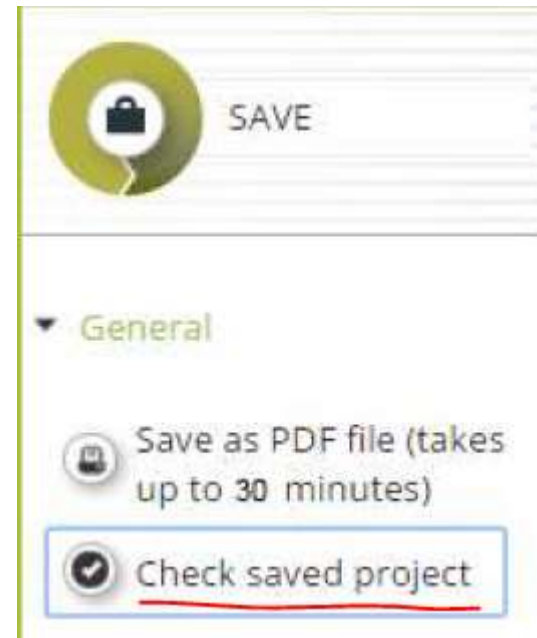 SAVE
General
Save as PDF file (takes
up to 30 minutes)
Check saved project